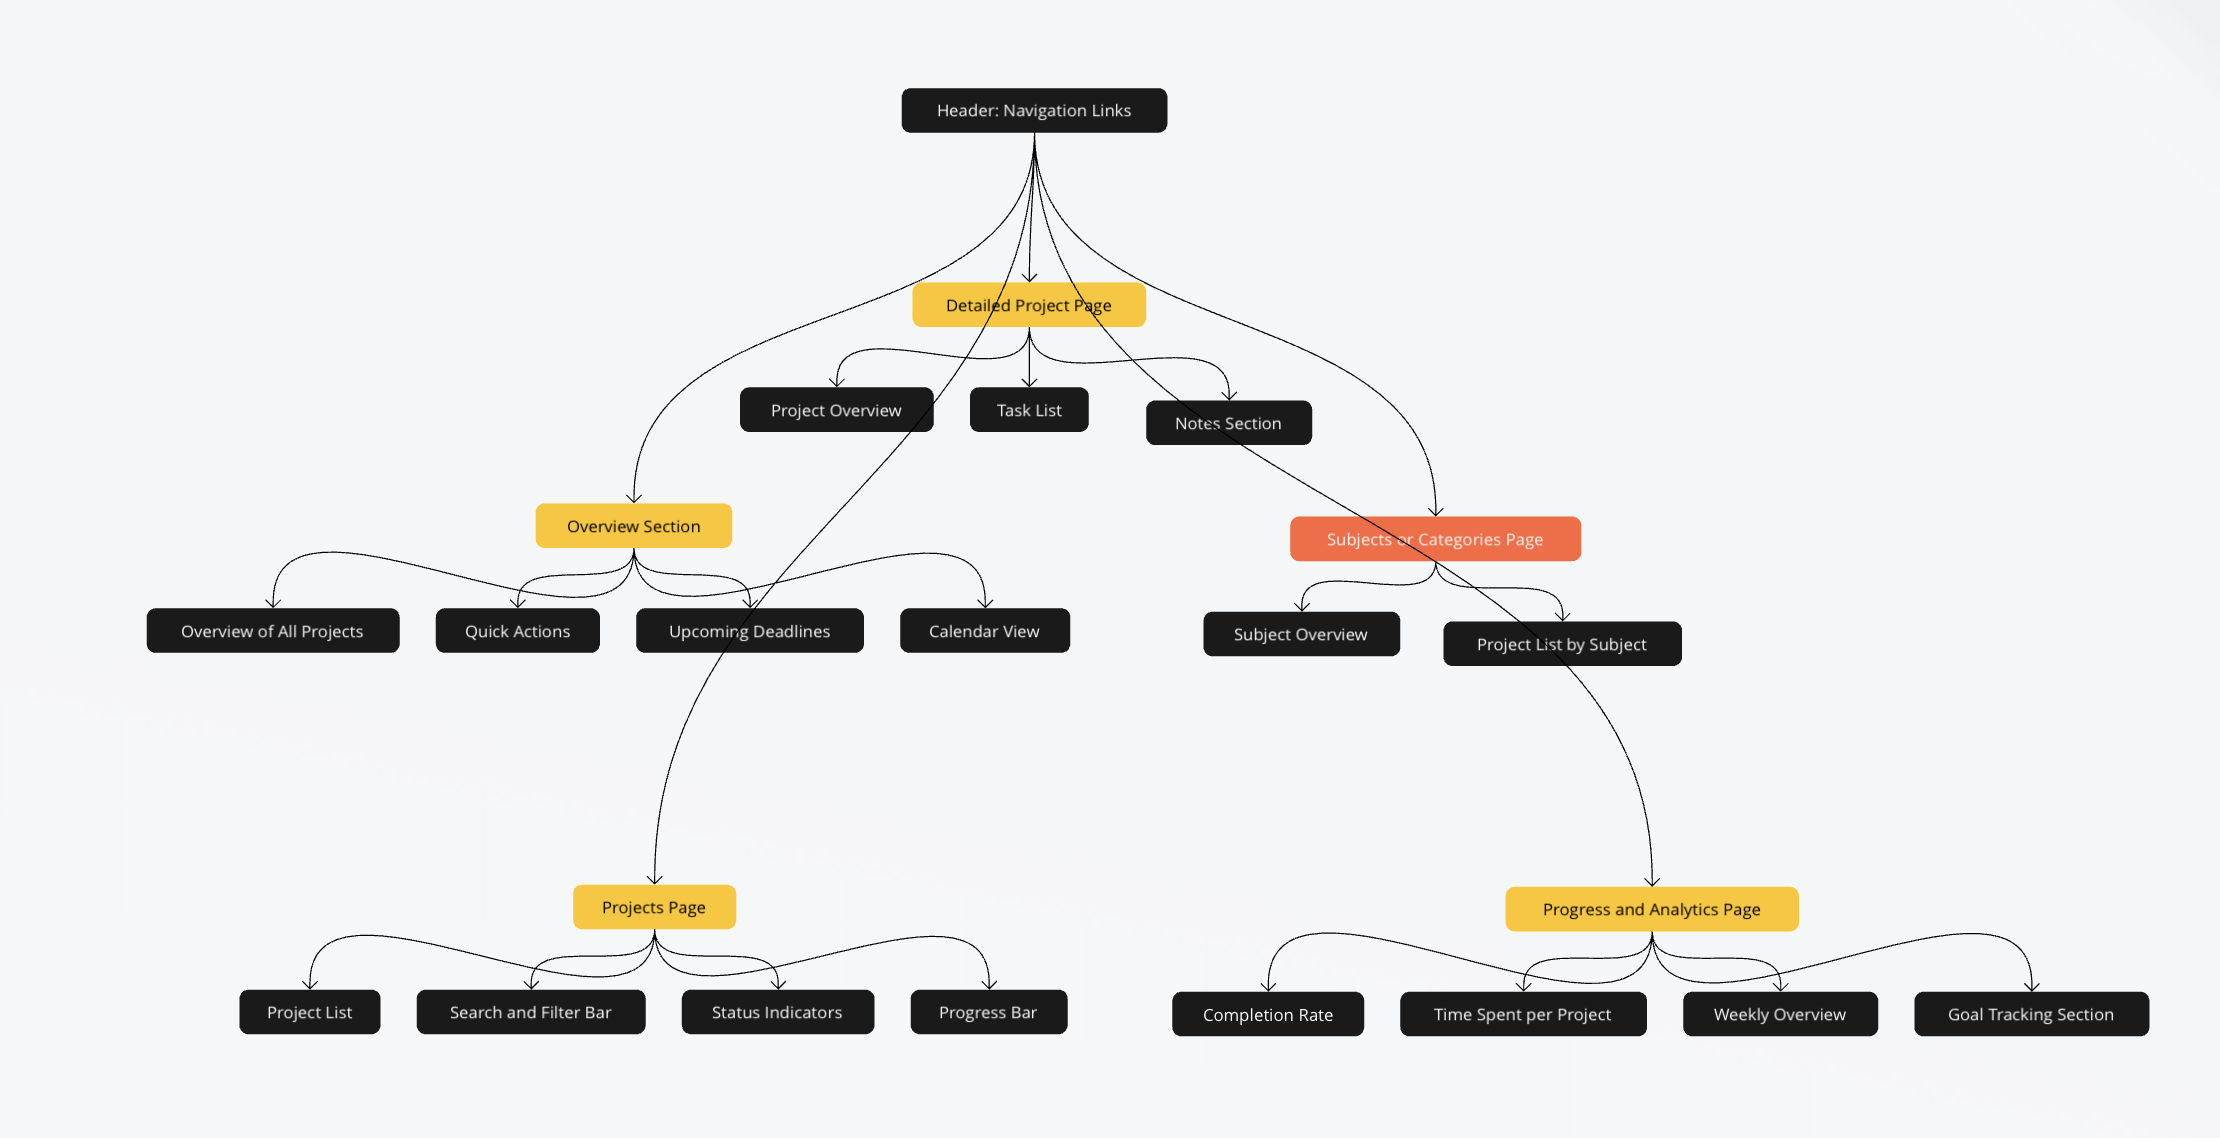 Header: Navigation Links
Detailed Project Page
Project Overview
Task List
Notes Section
Overview Section
Subjects or Categories Page
Overview of All Projects
Quick Actions
Upcoming Deadlines
Calendar View
Subject Overview
Project List by Subject
Projects Page
Progress and Analytics Page
Project List
Search and Filter Bar
Status Indicators
Progress Bar
Completion Rate
Time Spent per Project
Weekly Overview
Goal Tracking Section